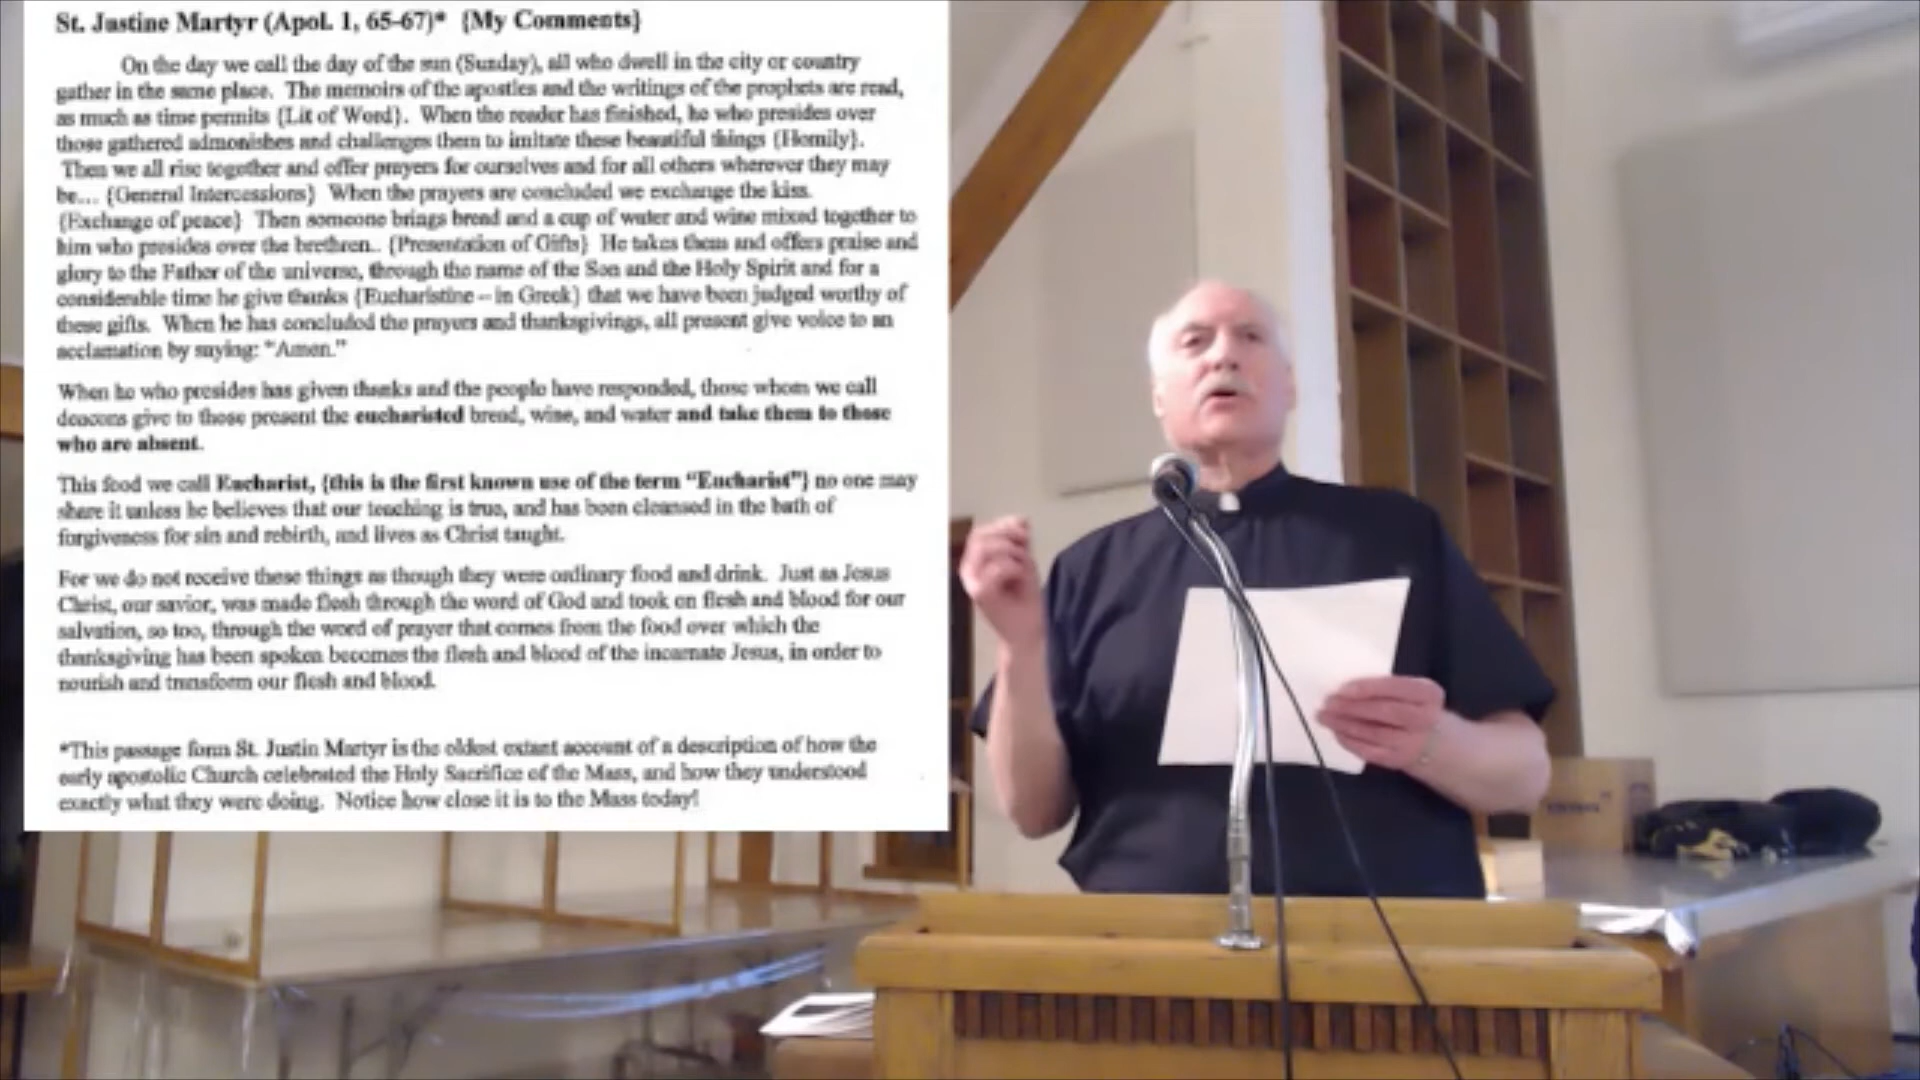 St. Justine Martyr (Apol. 1, 65-67)* {My Comments}
On the day we call the day of the sun (Sunday), all who dwell in the city or country
gather in the same place. The memoirs of the apostles and the writings of the prophets are read,
as much as time permits {Lit of Word}. When the reader has finished, he who presides over
those gathered admonishes and challenges them to imitate these beautiful things {Homily}.
Then we all rise together and offer prayers for ourselves and for all others wherever they may
be... {General Intercessions} When the prayers are concluded we exchange the kiss.
{Exchange of peace} Then someone brings bread and a cup of water and wine mixed together to
him who presides over the brethren.. {Presentation of Gifts} He takes them and offers praise and
glory to the Father of the universe, through the name of the Son and the Holy Spirit and for a
considerable time he give thanks {Eucharistine – in Greek} that we have been judged worthy of
these gifts. When he has concluded the prayers and thanksgivings, all present give voice to an
acclamation by saying: "Amen."
When he who presides has given thanks and the people have responded, those whom we call
deacons give to those present the eucharisted bread, wine, and water and take them to those
who are absent.
This food we call Eucharist, {this is the first known use of the term "Eucharist"} no one may
share it unless he believes that our teaching is true, and has been cleansed in the bath of
forgiveness for sin and rebirth, and lives as Christ taught.
For we do not receive these things as though they were ordinary food and drink. Just as Jesus
Christ, our savior, was made flesh through the word of God and took on flesh and blood for our
salvation, so too, through the word of prayer that comes from the food over which the
thanksgiving has been spoken becomes the flesh and blood of the incarnate Jesus, in order to
nourish and transform our flesh and blood.
*This passage form St. Justin Martyr is the oldest extant account of a description of how the
early apostolic Church celebrated the Holy Sacrifice of the Mass, and how they understood
exactly what they were doing. Notice how close it is to the Mass today!